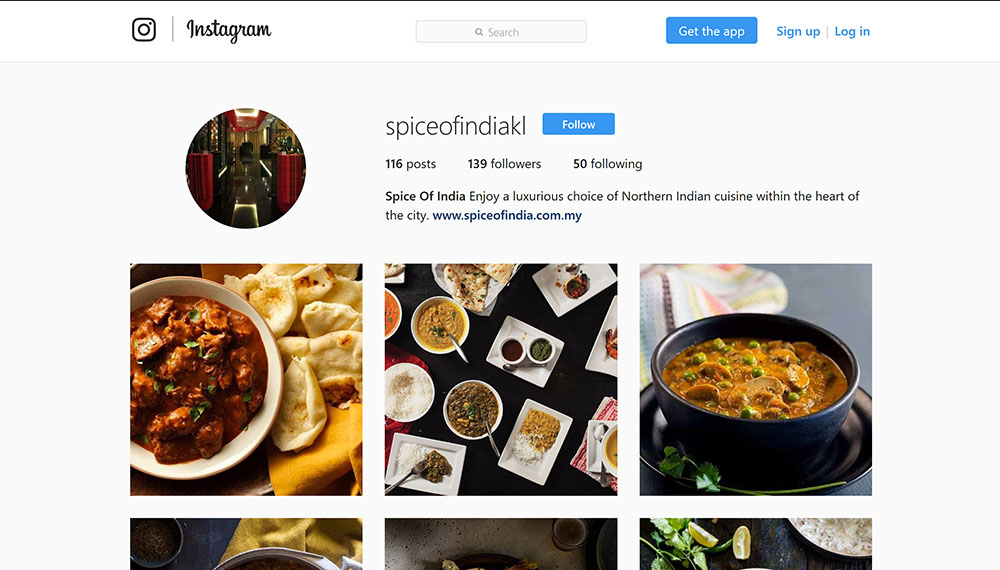 Instagram
Search
Get the app
Sign up | Log in
spiceofindiakl
Follow
116 posts
139 followers
50 following
Spice Of India Enjoy a luxurious choice of Northern Indian cuisine within the heart of
the city. www.spiceofindia.com.my